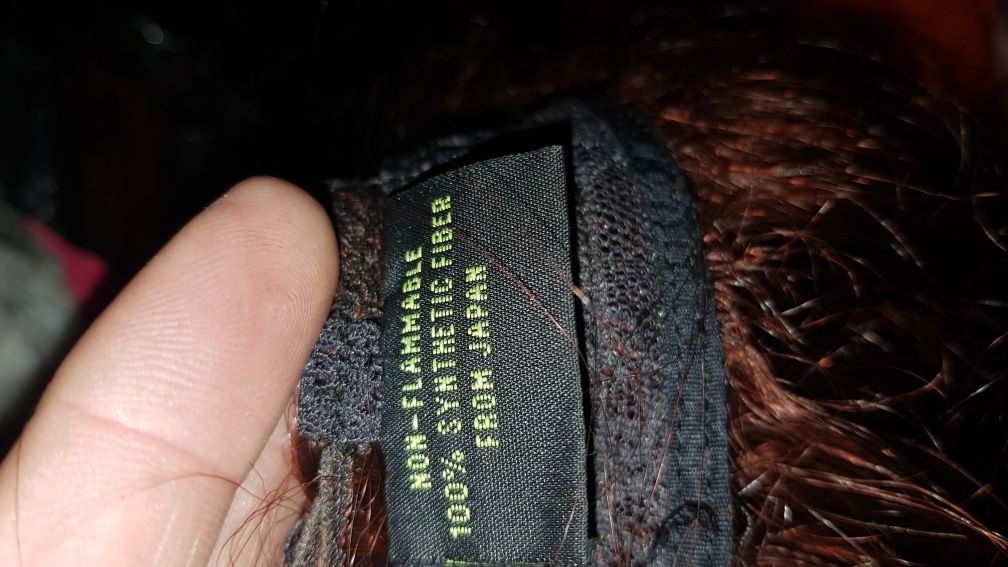 NON-FLAMMABLE
100% SYNTHETIC FIBER
FROM JAPAN